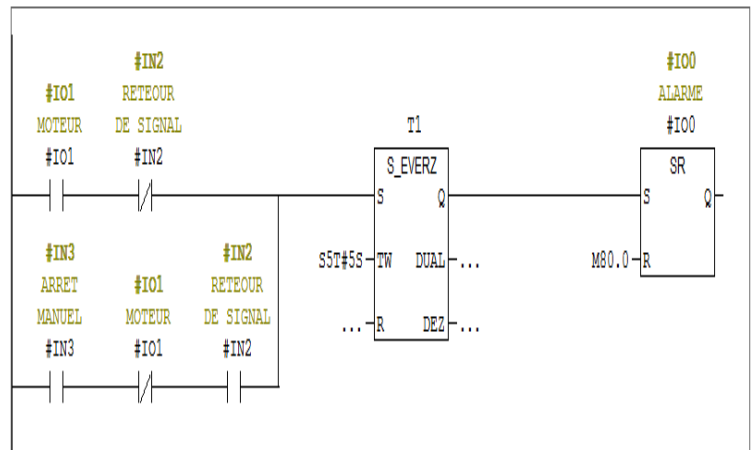 #IN2
#IO1 RETEOUR
MOTEUR DE SIGNAL
#IO1 #IN2
T1
S_EVERZ
S Q
S5T#5S TW DUAL ...
... R DEZ ...
#IO0
ALARME
#IO0
SR
S Q
M80.0 R
#IN3 #IN2
ARRET #IO1 RETEOUR
MANUEL MOTEUR DE SIGNAL
#IN3 #IO1 #IN2